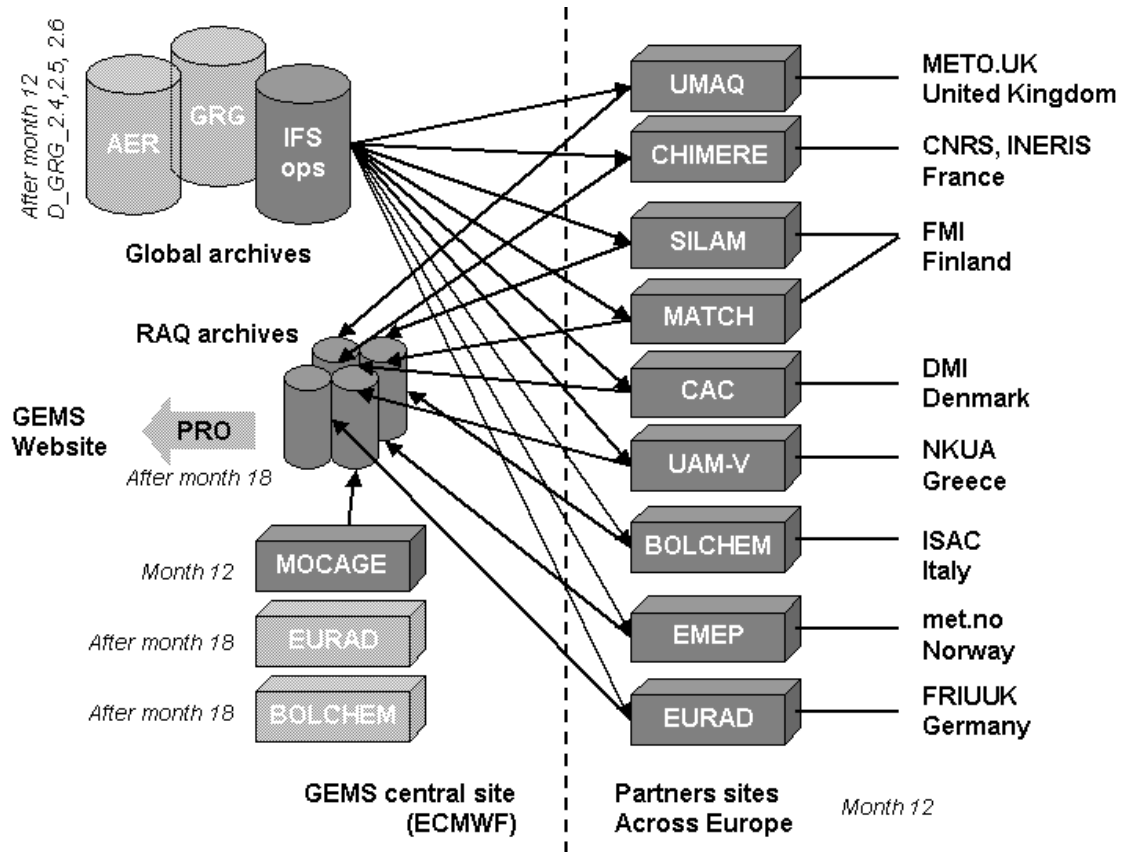 After month 12
D_GRG_2.4,2.5, 2.6
AER
GRG
IFS
ops
Global archives
RAQ archives
GEMS
Website
PRO
After month 18
MOCAGE
Month 12
EURAD
After month 18
BOLCHEM
After month 18
GEMS central site
(ECMWF)
UMAQ
METO.UK
United Kingdom
CHIMERE
CNRS, INERIS
France
SILAM
FMI
Finland
MATCH
CAC
DMI
Denmark
UAM-V
NKUA
Greece
BOLCHEM
ISAC
Italy
EMEP
met.no
Norway
EURAD
FRIUUK
Germany
Partners sites
Across Europe
Month 12